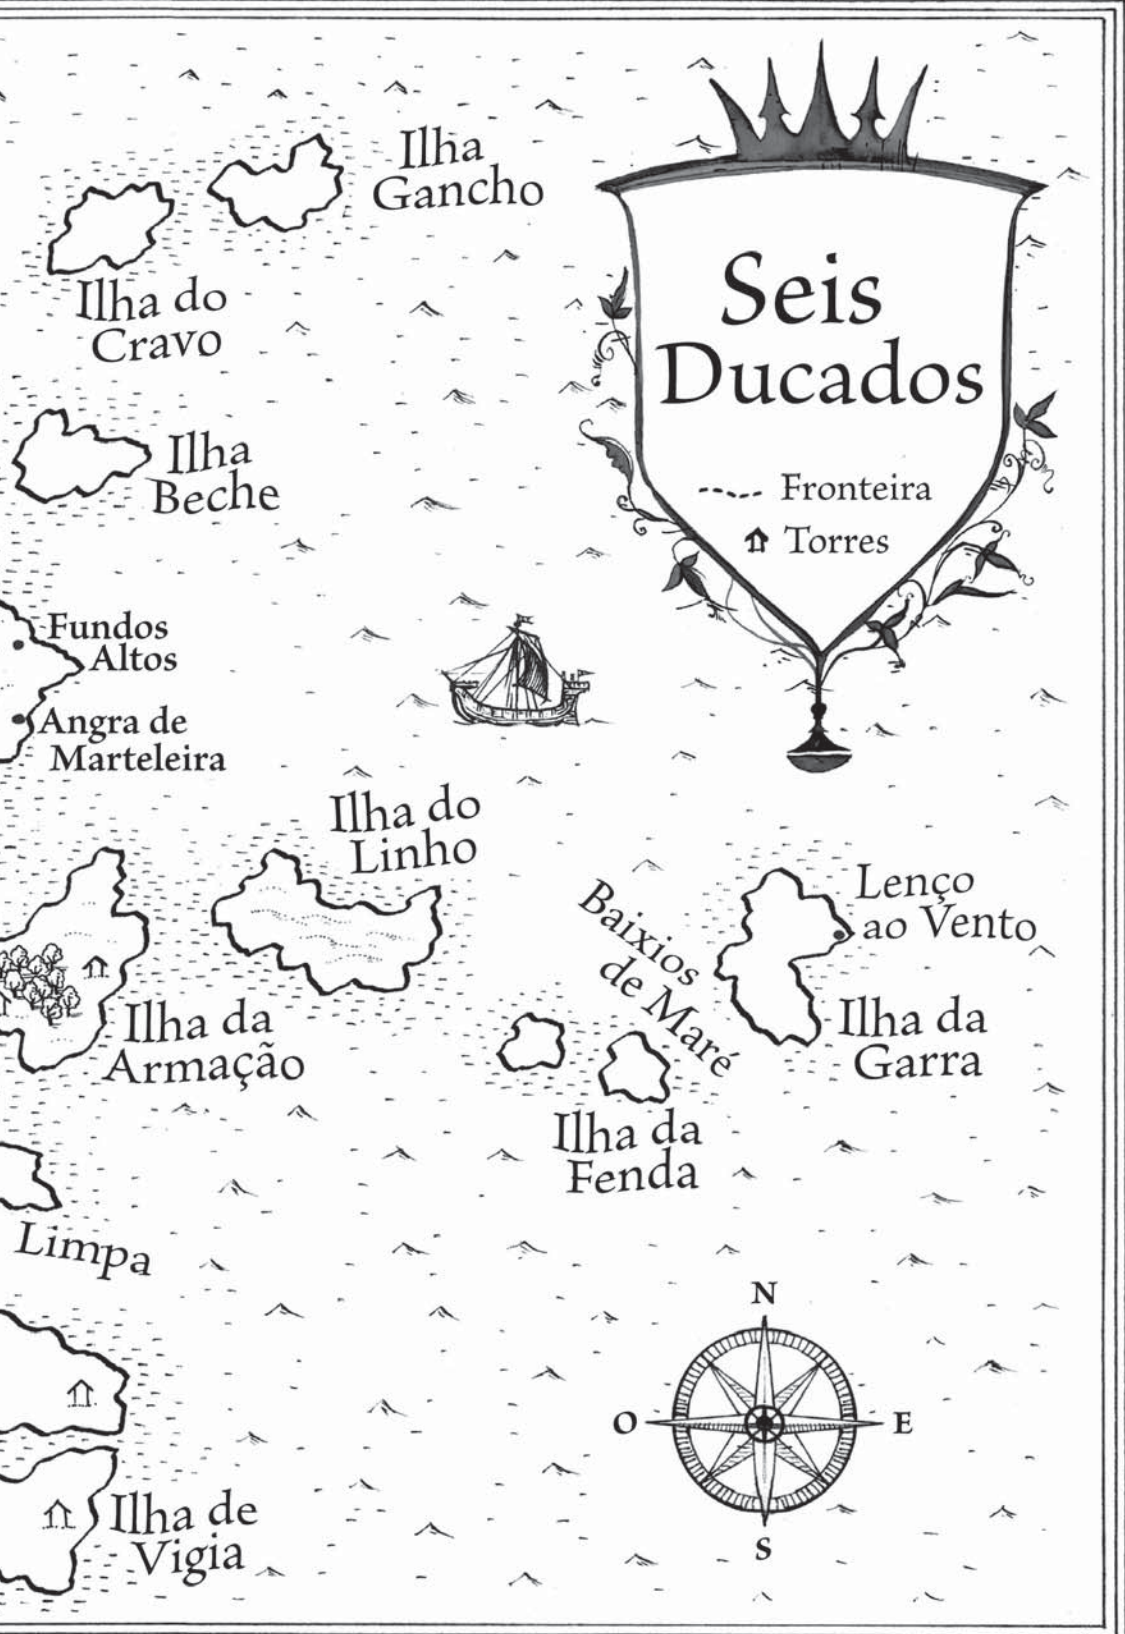 Ilha
Gancho
Ilha do
Cravo
Seis
Ducados
Fronteira
Torres
Ilha
Beche
Fundos
Altos
Angra de
Marteleira
Ilha do
Linho
Baixios
de Maré
Lenço
ao Vento
Ilha da
Garra
Ilha da
Armação
Ilha da
Fenda
Limpa
N
O
E
S
Ilha de
Vigia